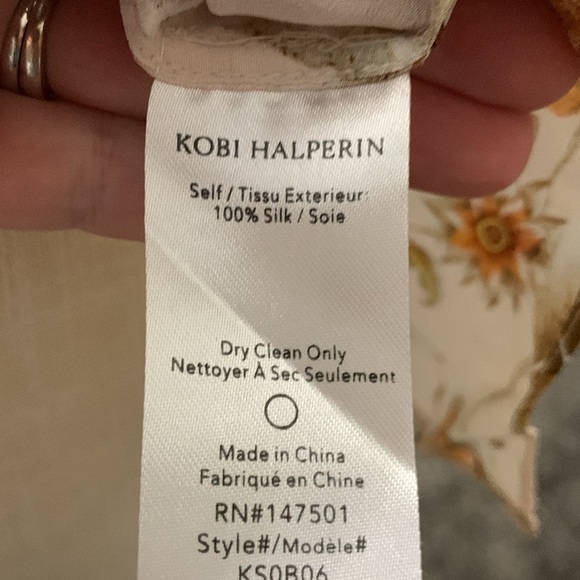 KOBI HALPERIN
Self / Tissu Exterieur:
100% Silk / Soie
Dry Clean Only
Nettoyer À Sec Seulement
Made in China
Fabriqué en Chine
RN#147501
Style#/Modèle#
KS0B06